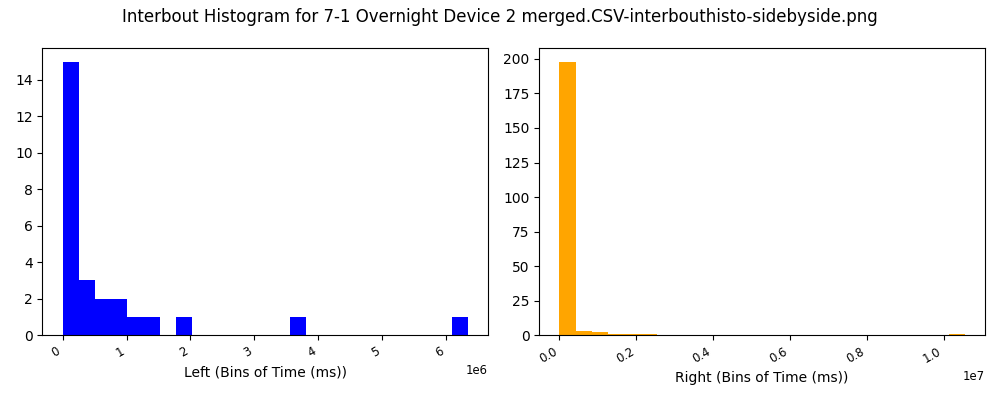 Interbout Histogram for 7-1 Overnight Device 2 merged.CSV-interbouthisto-sidebyside.png
14
12
10
8
6
4
2
0
0 1 2 3 4 5 6
1e6
Left (Bins of Time (ms))
200
175
150
125
100
75
50
25
0
0.0 0.2 0.4 0.6 0.8 1.0
1e7
Right (Bins of Time (ms))